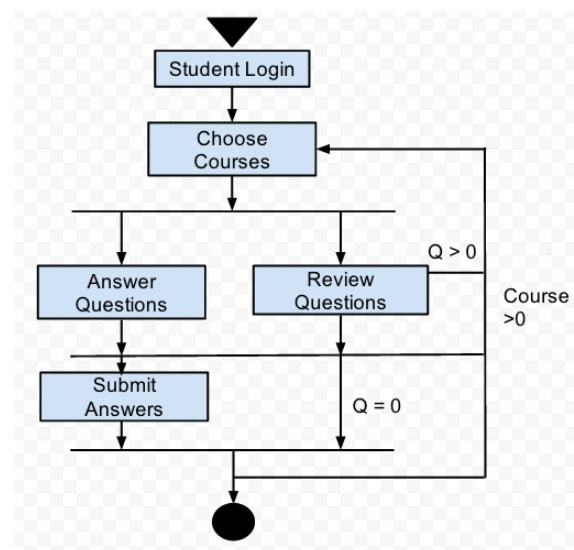 Student Login
Choose
Courses
Q > 0
Answer
Questions
Review
Questions
Course
>0
Submit
Answers
Q = 0